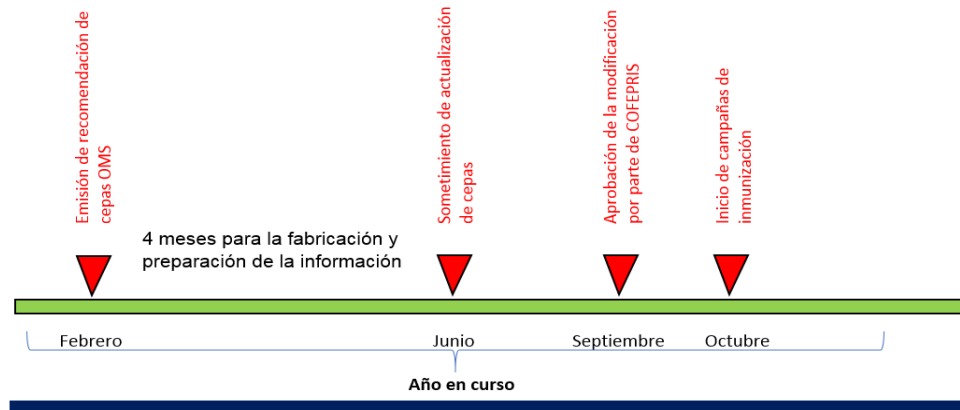 Emisión de recomendación de
cepas OMS
Sometimiento de actualización
de cepas
Aprobación de la modificación
por parte de COFEPRIS
Inicio de campañas de
inmunización
4 meses para la fabricación y
preparación de la información
Febrero
Junio
Septiembre
Octubre
Año en curso